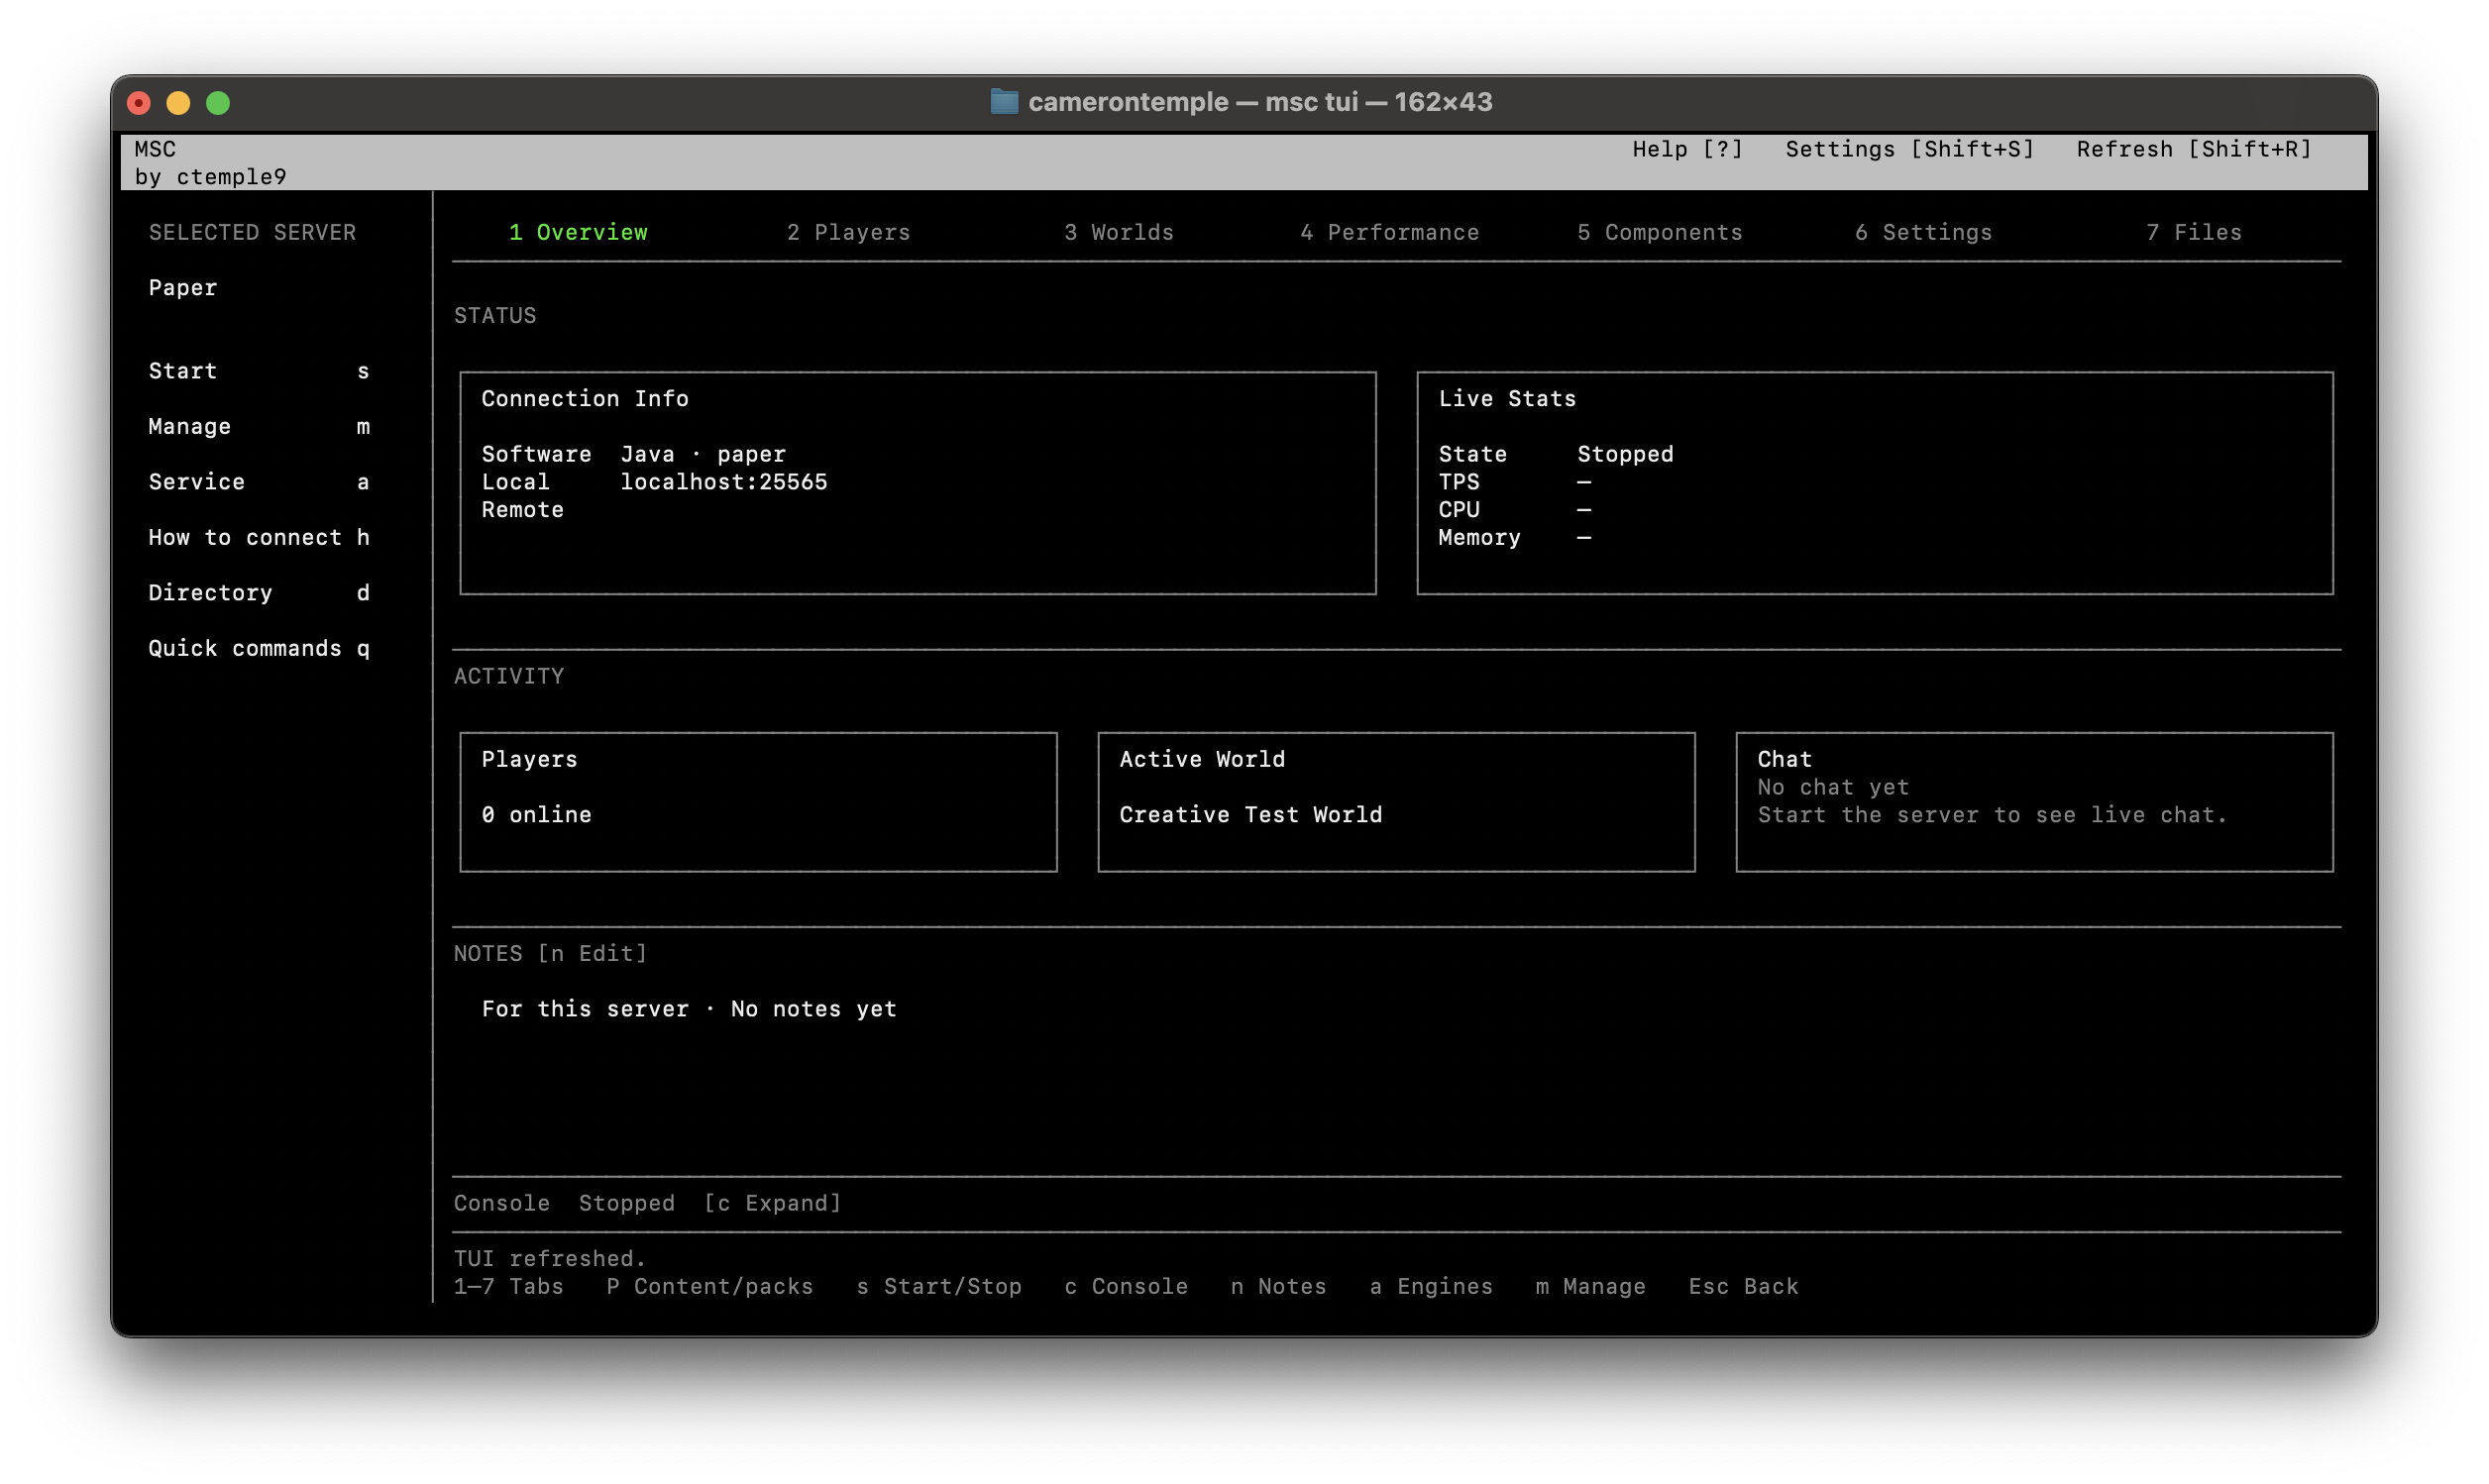 camerontemple — msc tui — 162×43
MSC Help [?] Settings [Shift+S] Refresh [Shift+R]
by ctemple9
SELECTED SERVER
Paper
Start s
Manage m
Service a
How to connect h
Directory d
Quick commands q
1 Overview 2 Players 3 Worlds 4 Performance 5 Components 6 Settings 7 Files
STATUS
Connection Info
Software Java · paper
Local localhost:25565
Remote
Live Stats
State Stopped
TPS —
CPU —
Memory —
ACTIVITY
Players
0 online
Active World
Creative Test World
Chat
No chat yet
Start the server to see live chat.
NOTES [n Edit]
For this server · No notes yet
Console Stopped [c Expand]
TUI refreshed.
1–7 Tabs P Content/packs s Start/Stop c Console n Notes a Engines m Manage Esc Back